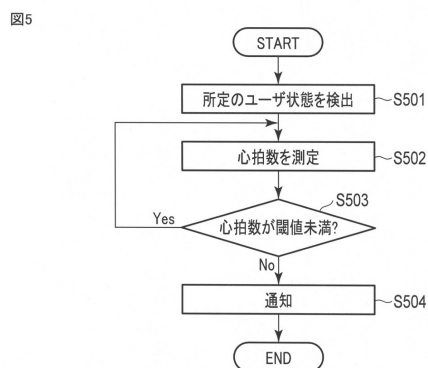 図5
START
所定のユーザ状態を検出
S501
心拍数を測定
S502
S503
心拍数が閾値未満?
Yes
No
通知
S504
END